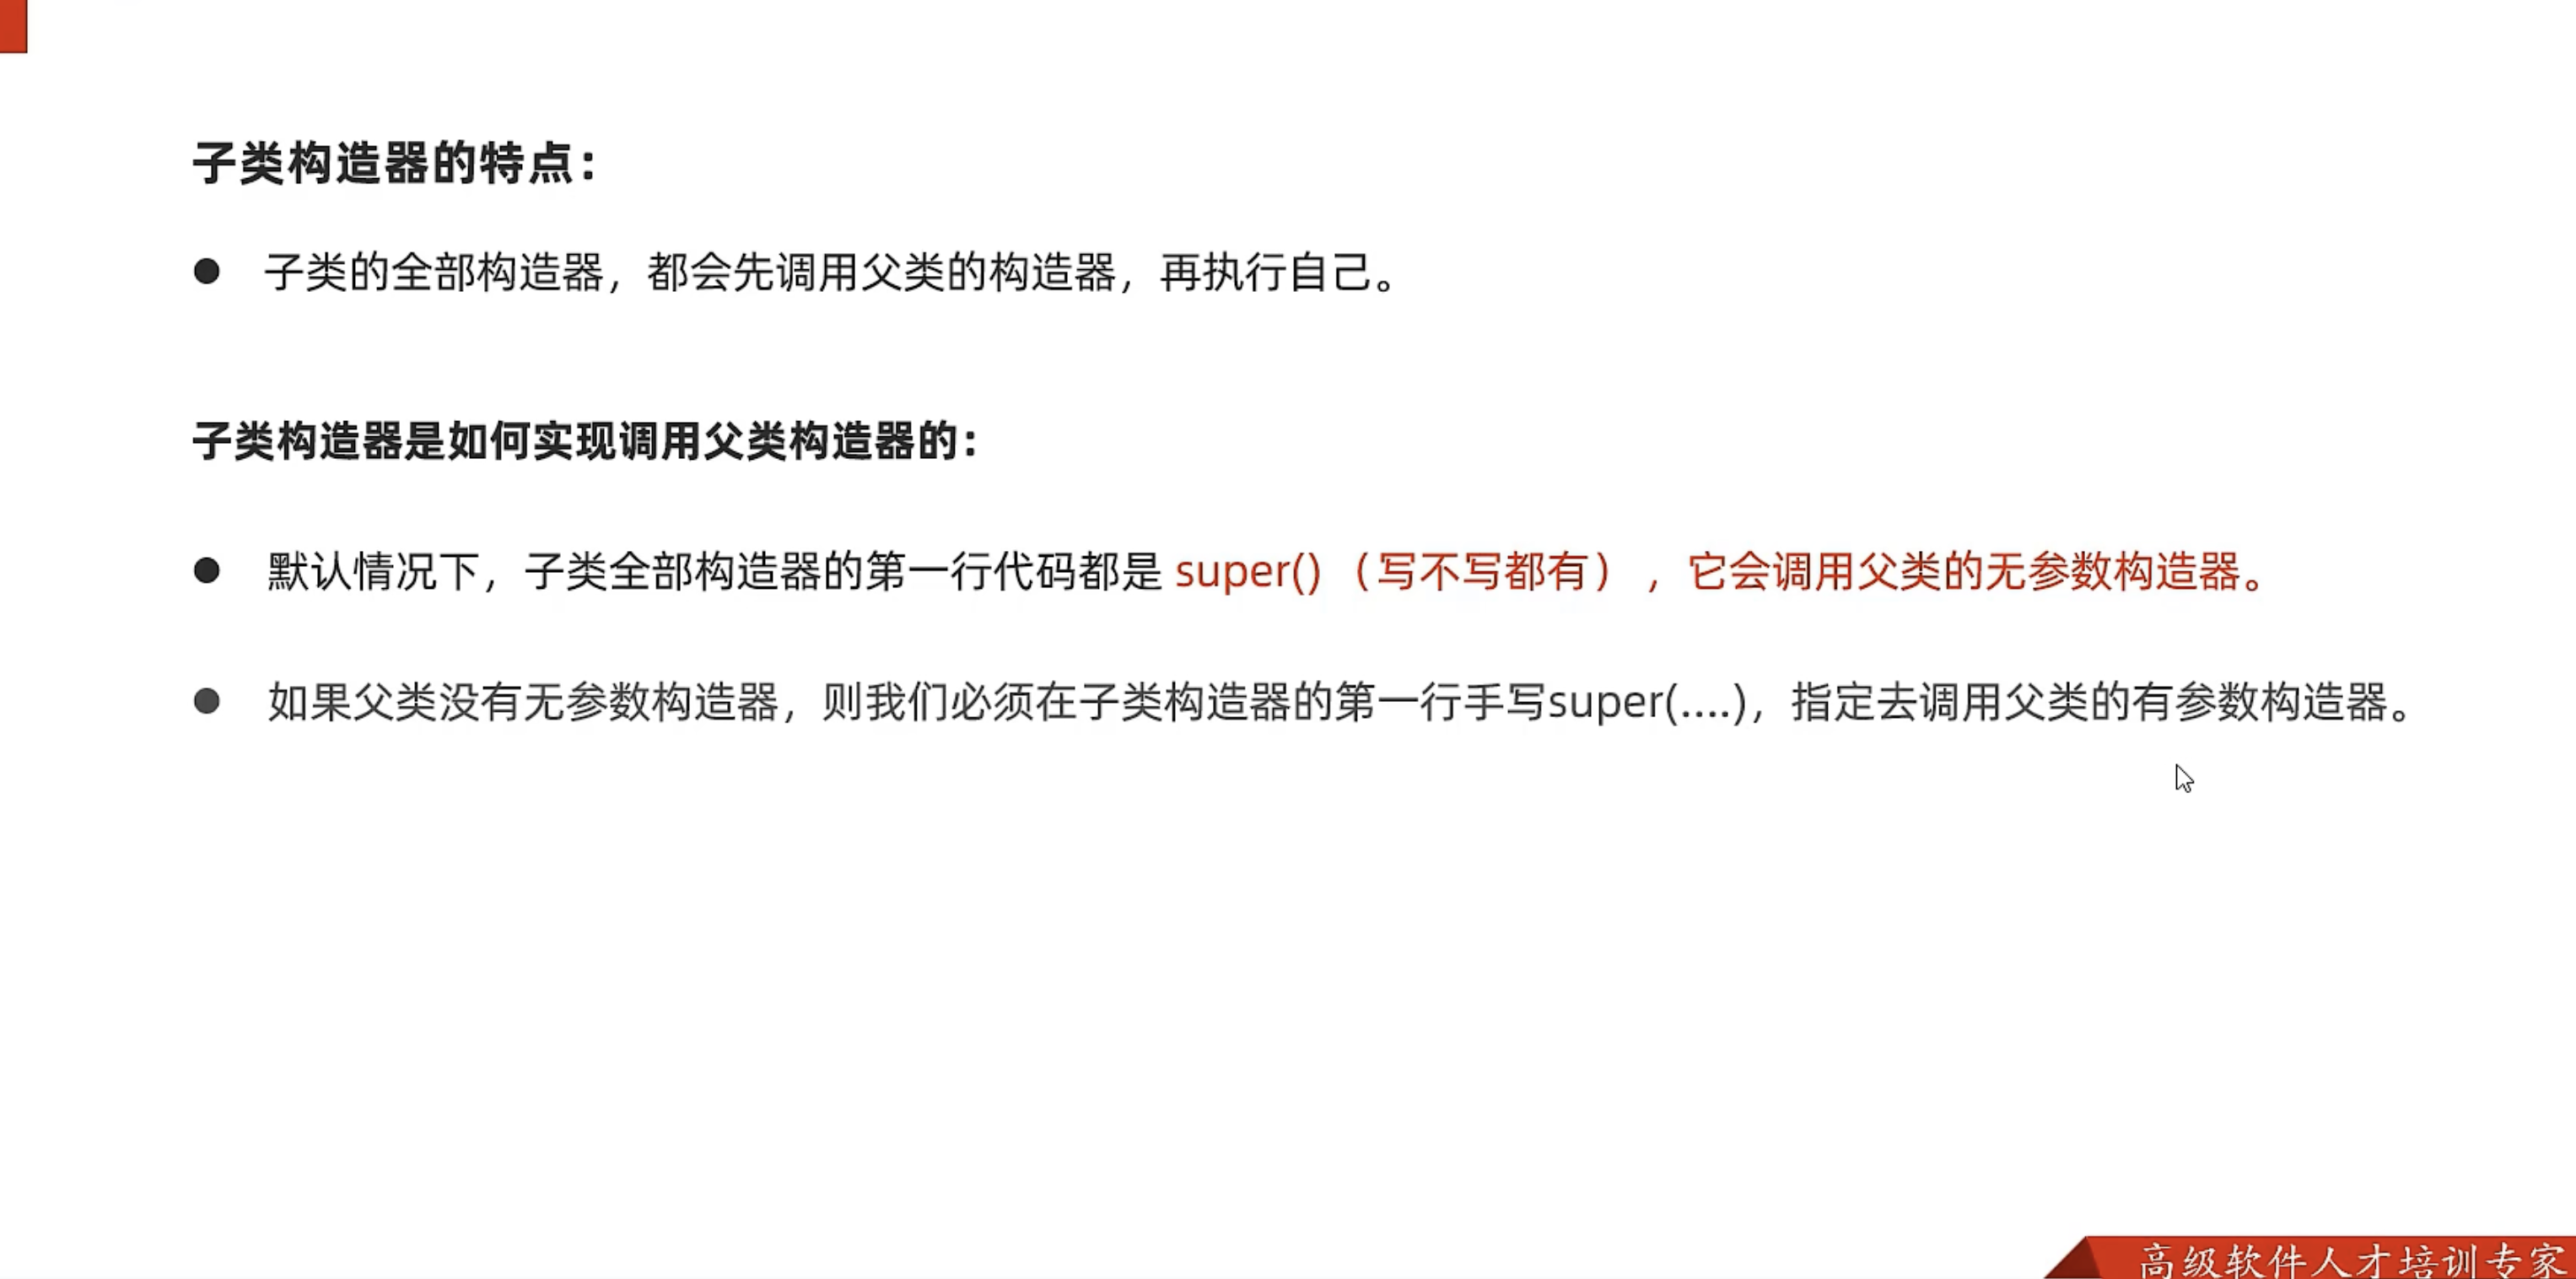 子类构造器的特点：
● 子类的全部构造器，都会先调用父类的构造器，再执行自己。
子类构造器是如何实现调用父类构造器的：
● 默认情况下，子类全部构造器的第一行代码都是 super()（写不写都有） ，它会调用父类的无参数构造器。
● 如果父类没有无参数构造器，则我们必须在子类构造器的第一行手写super(....)，指定去调用父类的有参数构造器。
高级软件人才培训专家